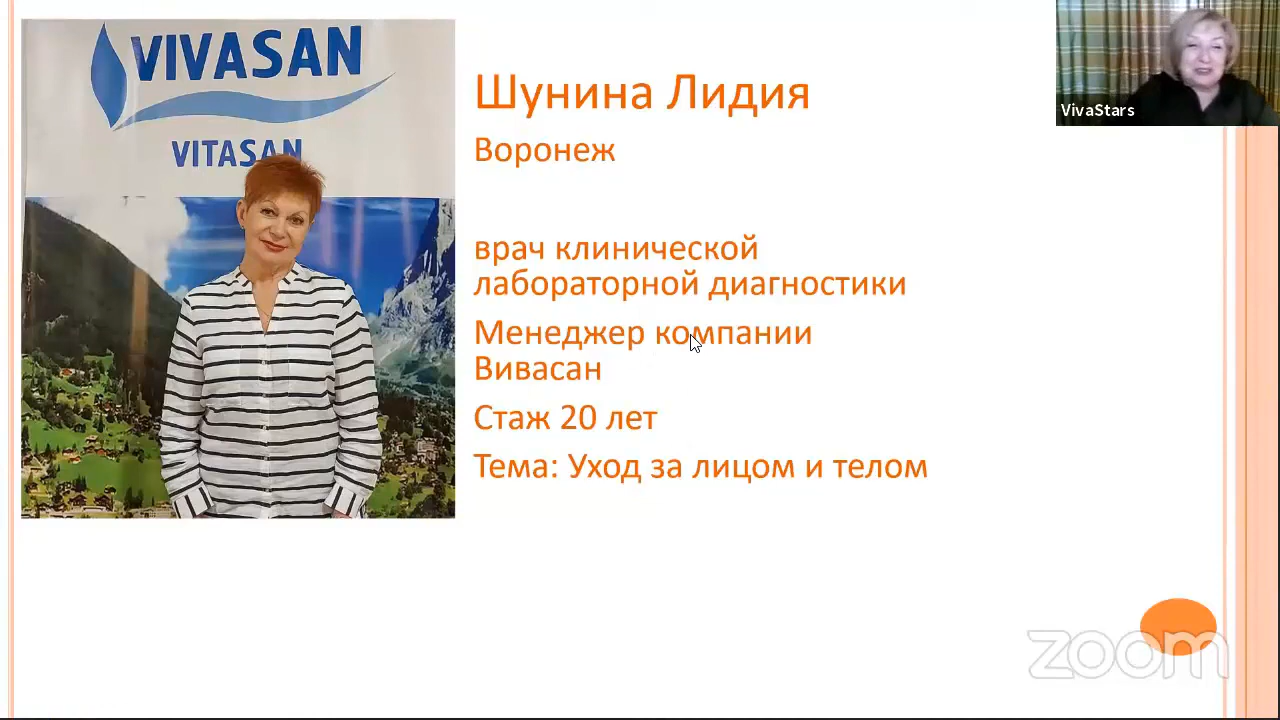 VIVASAN
VITASAN
Шунина Лидия
Воронеж
врач клинической
лабораторной диагностики
Менеджер компании
Вивасан
Стаж 20 лет
Тема: Уход за лицом и телом
VivaStars
zoom